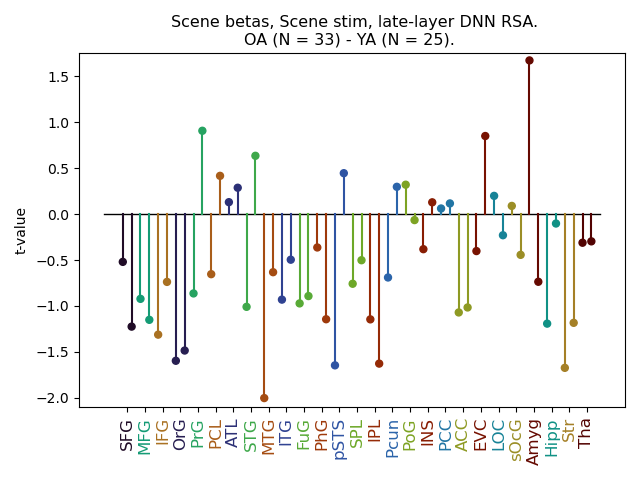 Scene betas, Scene stim, late-layer DNN RSA.
OA (N = 33) - YA (N = 25).
t-value
1.5
1.0
0.5
0.0
−0.5
−1.0
−1.5
−2.0
SFG
MFG
IFG
OrG
PrG
PCL
ATL
STG
MTG
ITG
FuG
PhG
pSTS
SPL
IPL
Pcun
PoG
INS
PCC
ACC
EVC
LOC
sOcG
Amyg
Hipp
Str
Tha